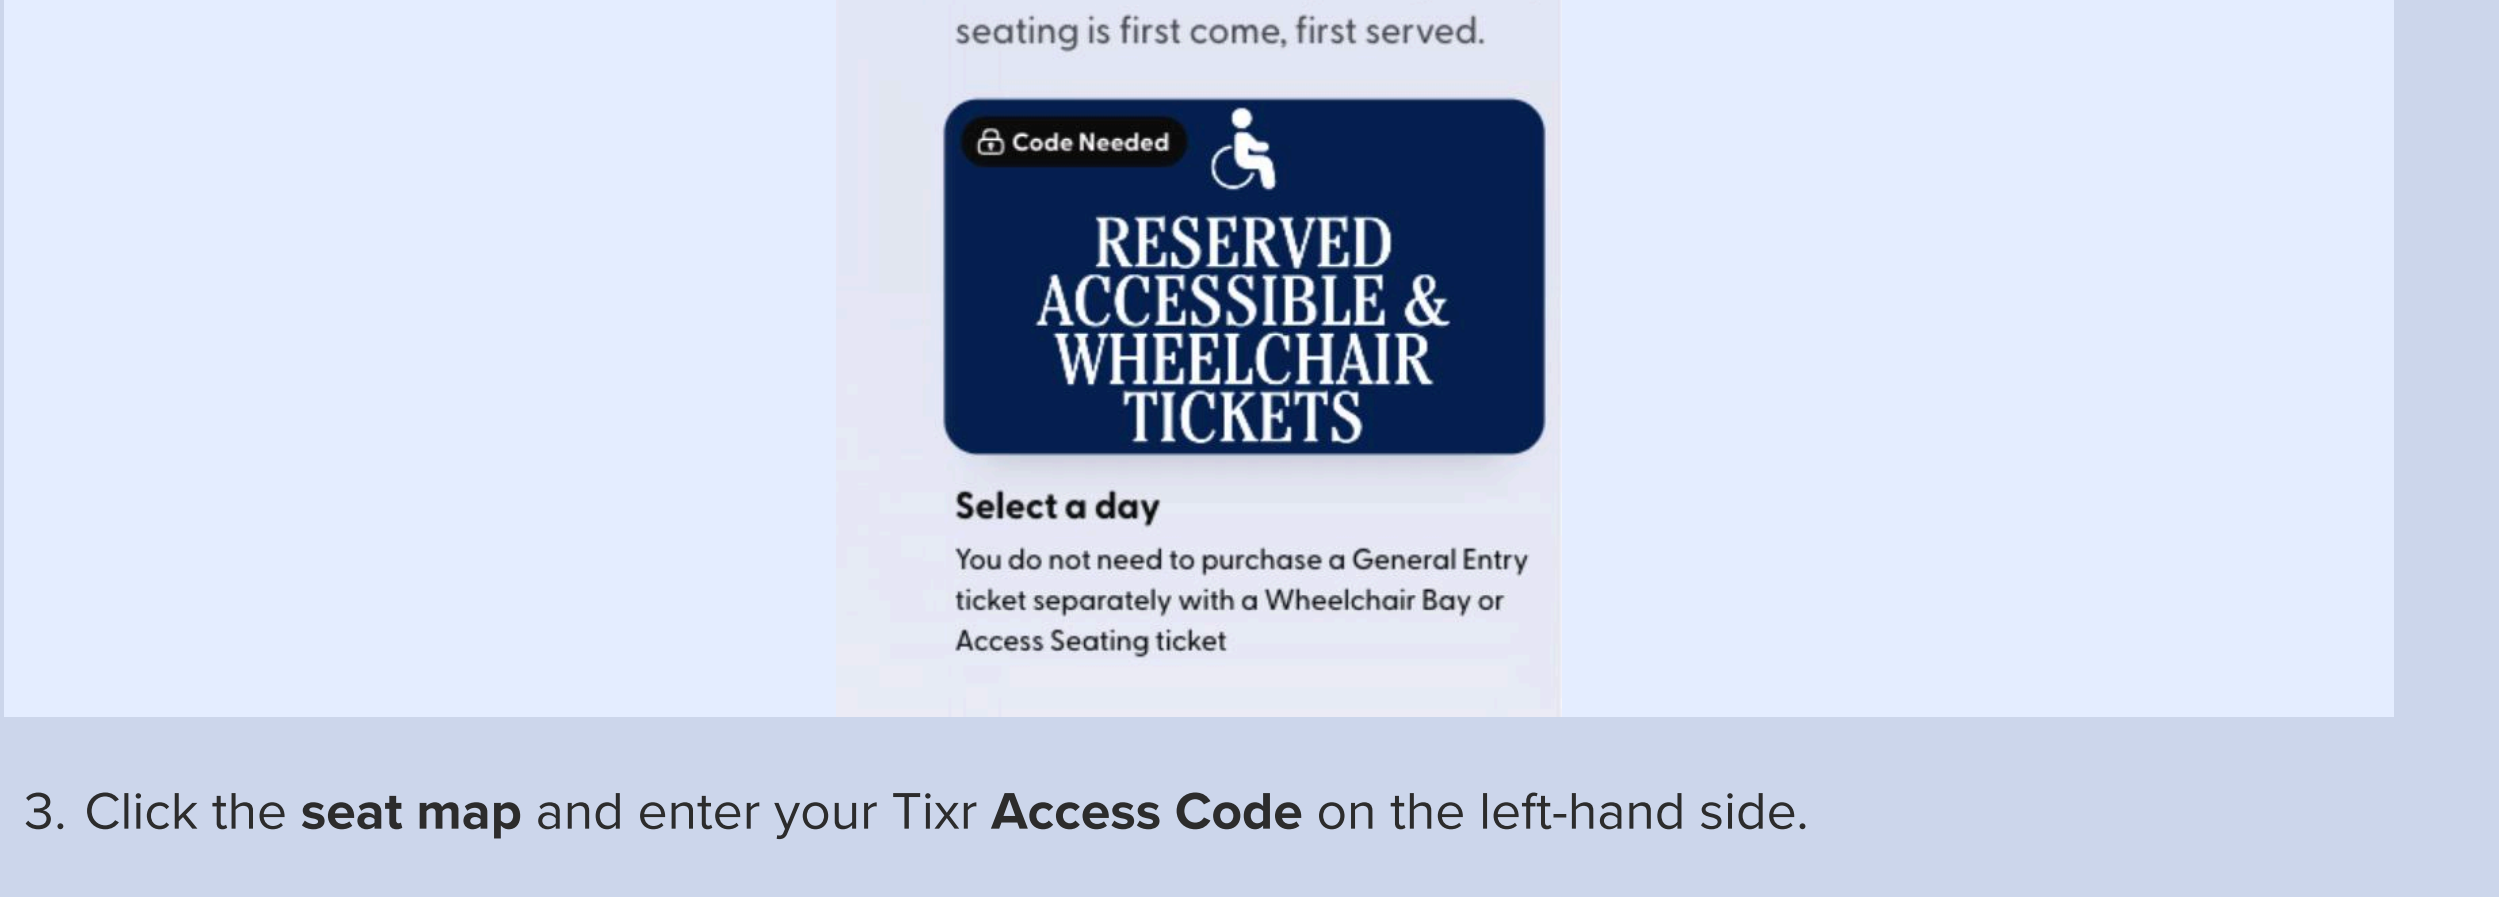 seating is first come, first served.
Code Needed
RESERVED
ACCESSIBLE &
WHEELCHAIR
TICKETS
Select a day
You do not need to purchase a General Entry
ticket separately with a Wheelchair Bay or
Access Seating ticket
3. Click the seat map and enter your Tixr Access Code on the left-hand side.